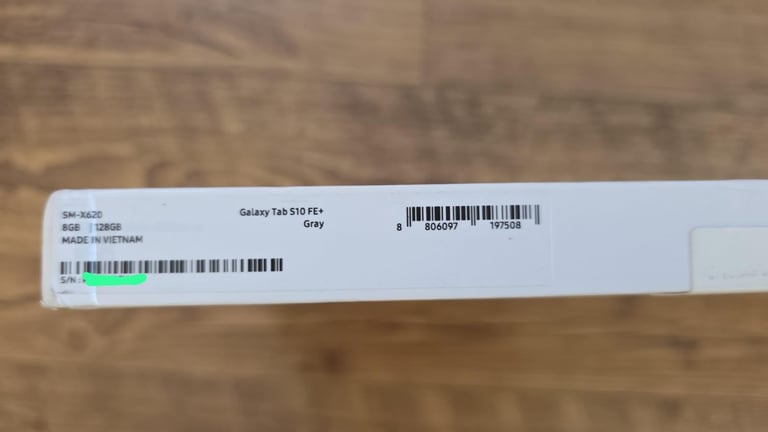 SM-X620
8GB 128GB
MADE IN VIETNAM
S/N :
Galaxy Tab S10 FE+
Gray
8 806097 197508